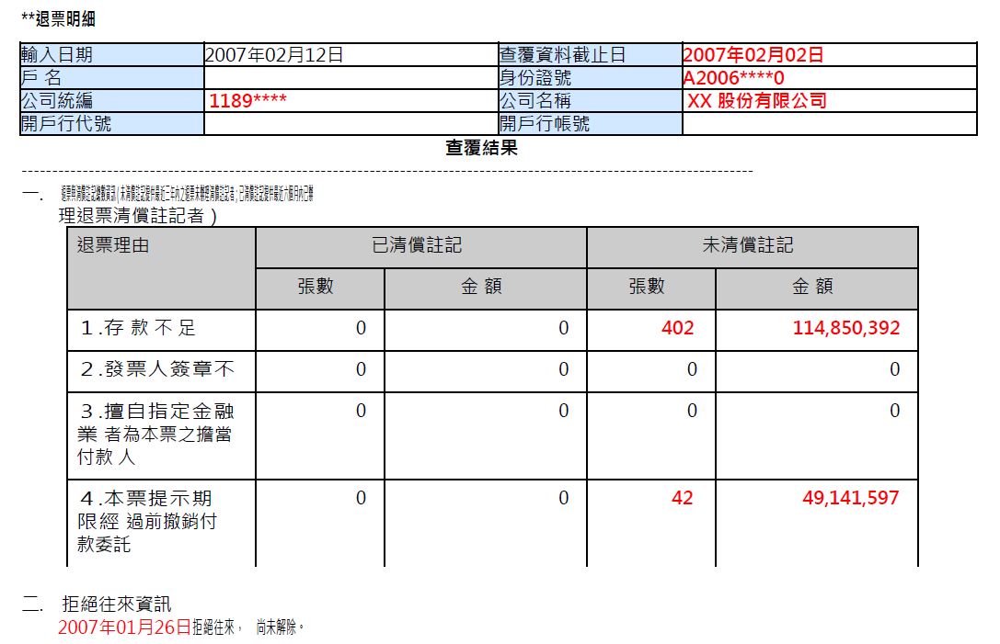 **退票明細
輸入日期 2007年02月12日 查覆資料截止日 2007年02月02日
戶 名 身份證號 A2006****0
公司統編 1189**** 公司名稱 XX 股份有限公司
開戶行代號 開戶行帳號
查覆結果
一. 退票與清償註記總數資訊(未清償註記提供最近三年內之退票未辦理清償註記者;已清償註記提供最近六個月內已辦
理退票清償註記者)
退票理由 已清償註記 未清償註記
張數 金 額 張數 金 額
1.存 款 不 足 0 0 402 114,850,392
2.發票人簽章不 0 0 0 0
3.擅自指定金融 0 0 0 0
業 者為本票之擔當
付款 人
4.本票提示期 0 0 42 49,141,597
限經 過前撤銷付
款委託
二. 拒絕往來資訊
2007年01月26日拒絕往來, 尚未解除。